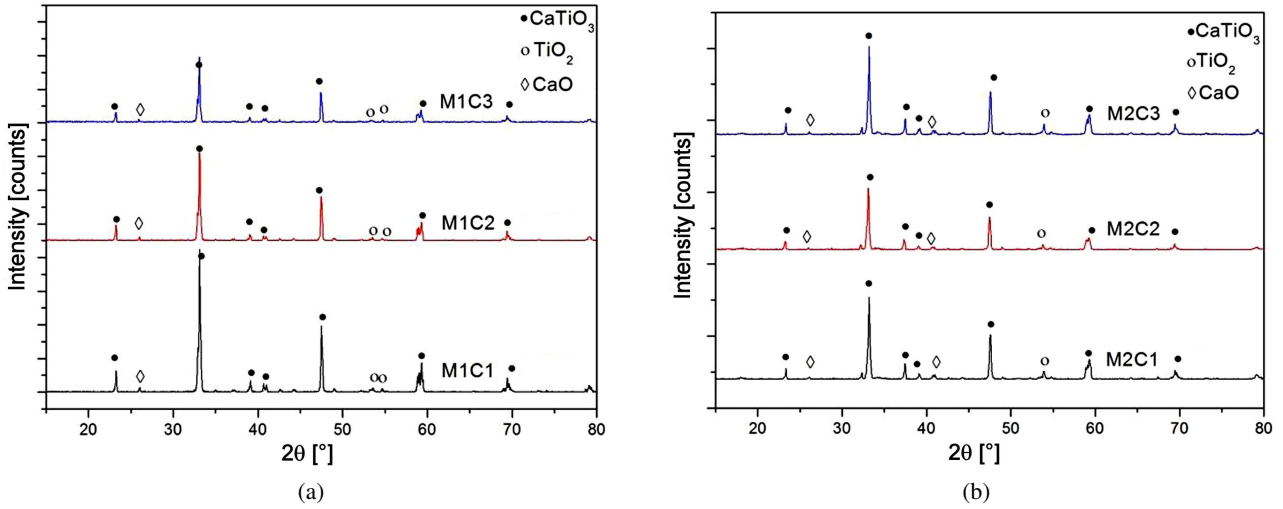 ● CaTiO₃
○ TiO₂
◊ CaO
M1C3
M1C2
M1C1
Intensity [counts]
20 30 40 50 60 70 80
2θ [°]
(a)
● CaTiO₃
○ TiO₂
◊ CaO
M2C3
M2C2
M2C1
Intensity [counts]
20 30 40 50 60 70 80
2θ [°]
(b)